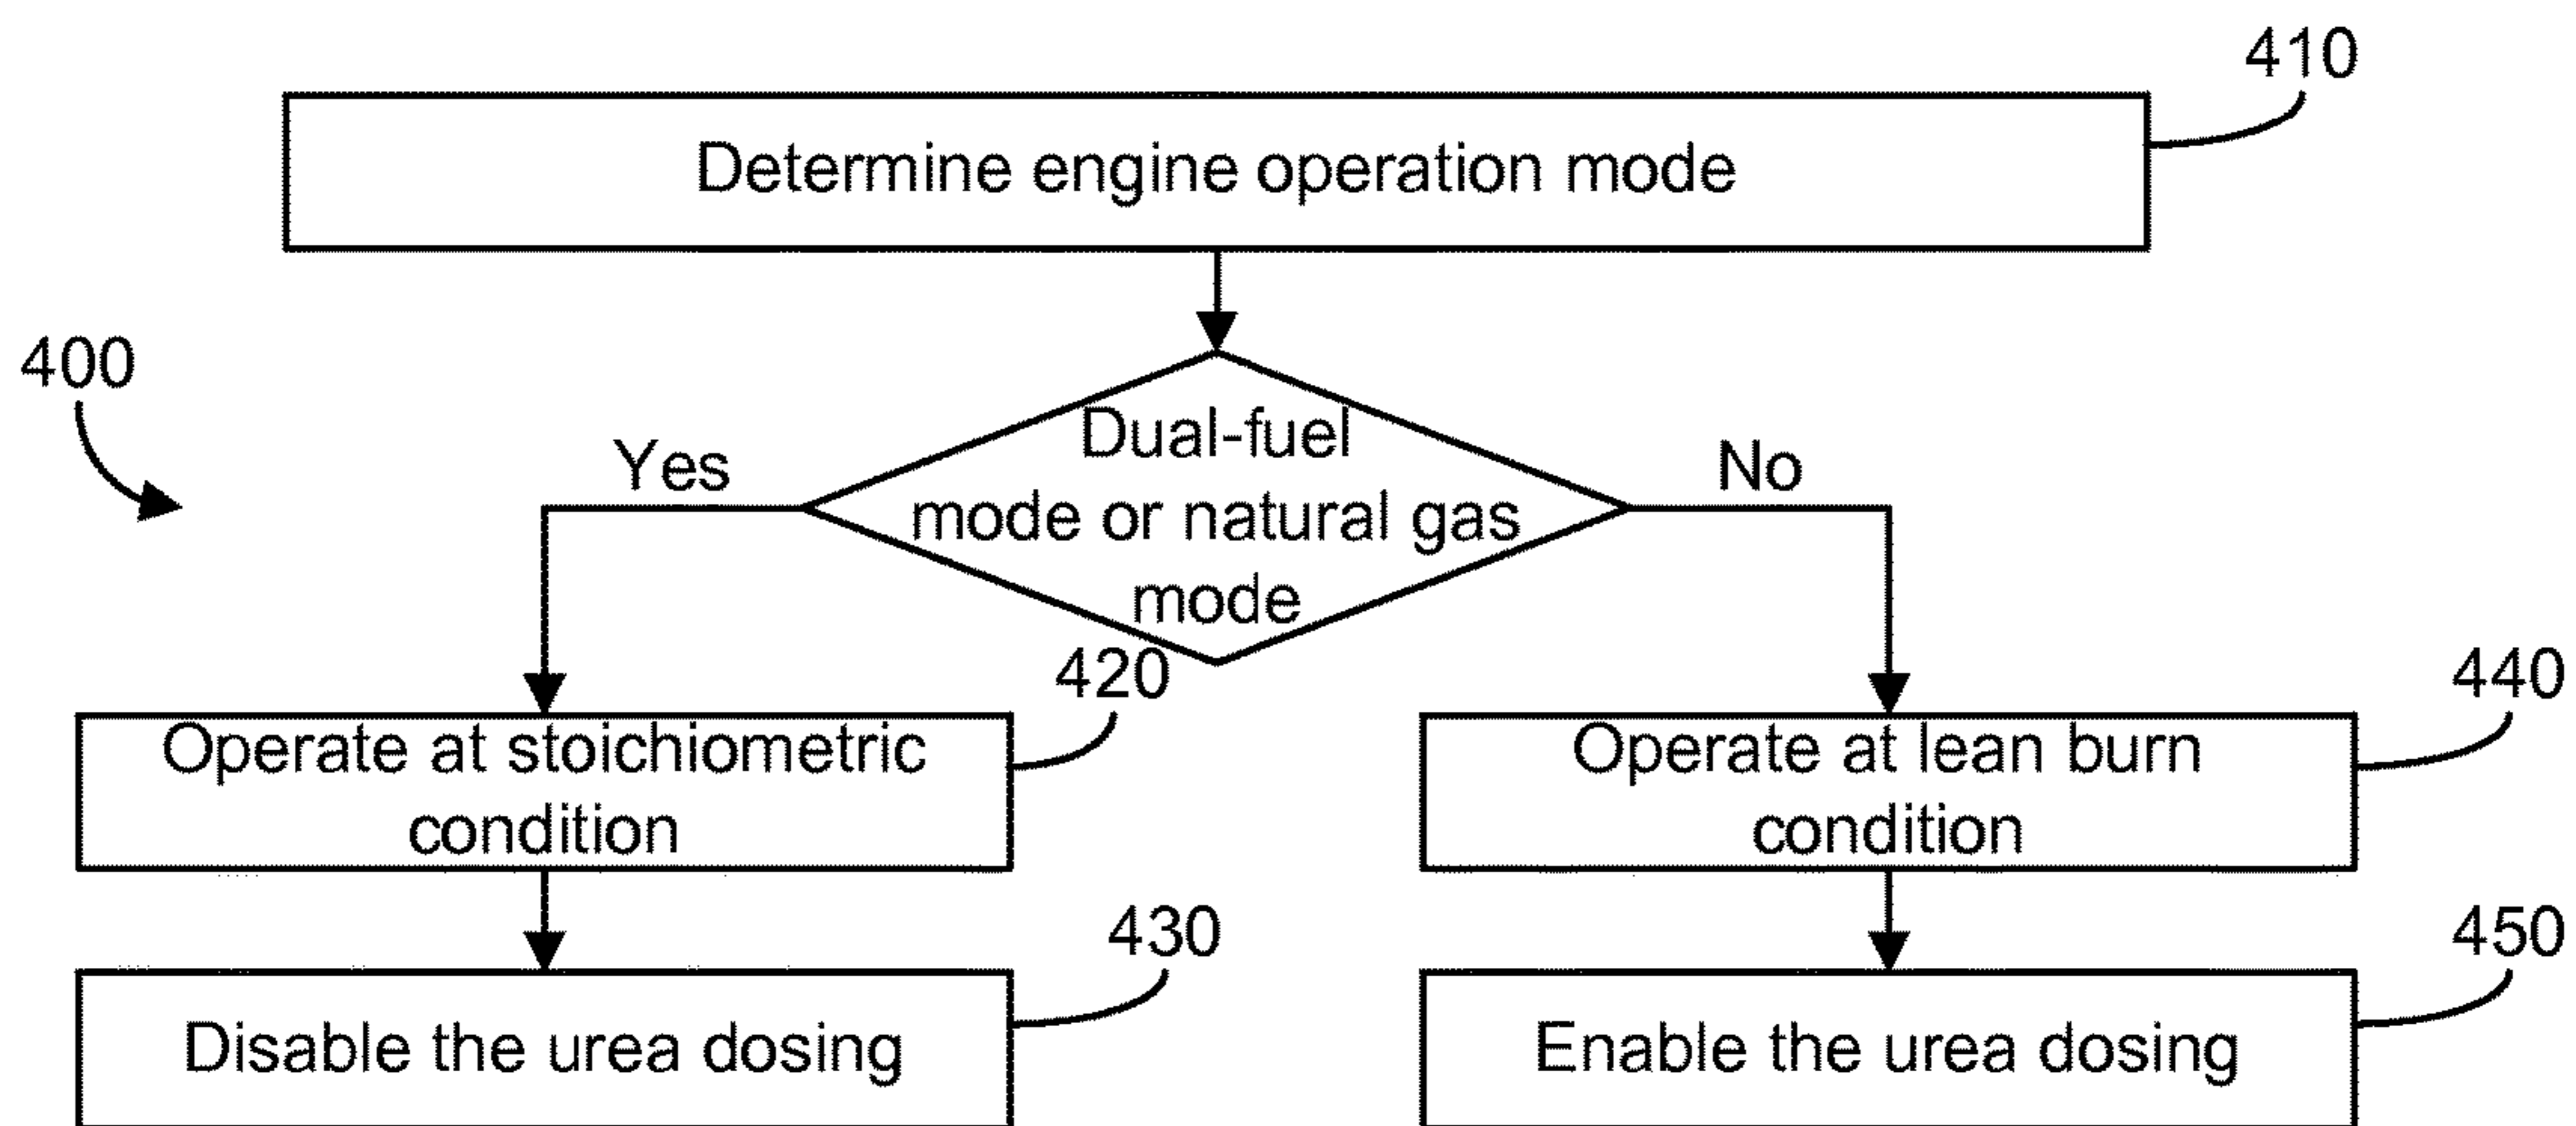 410
Determine engine operation mode
400
Yes
Dual-fuel
mode or natural gas
mode
No
420
Operate at stoichiometric
condition
440
Operate at lean burn
condition
430
Disable the urea dosing
450
Enable the urea dosing